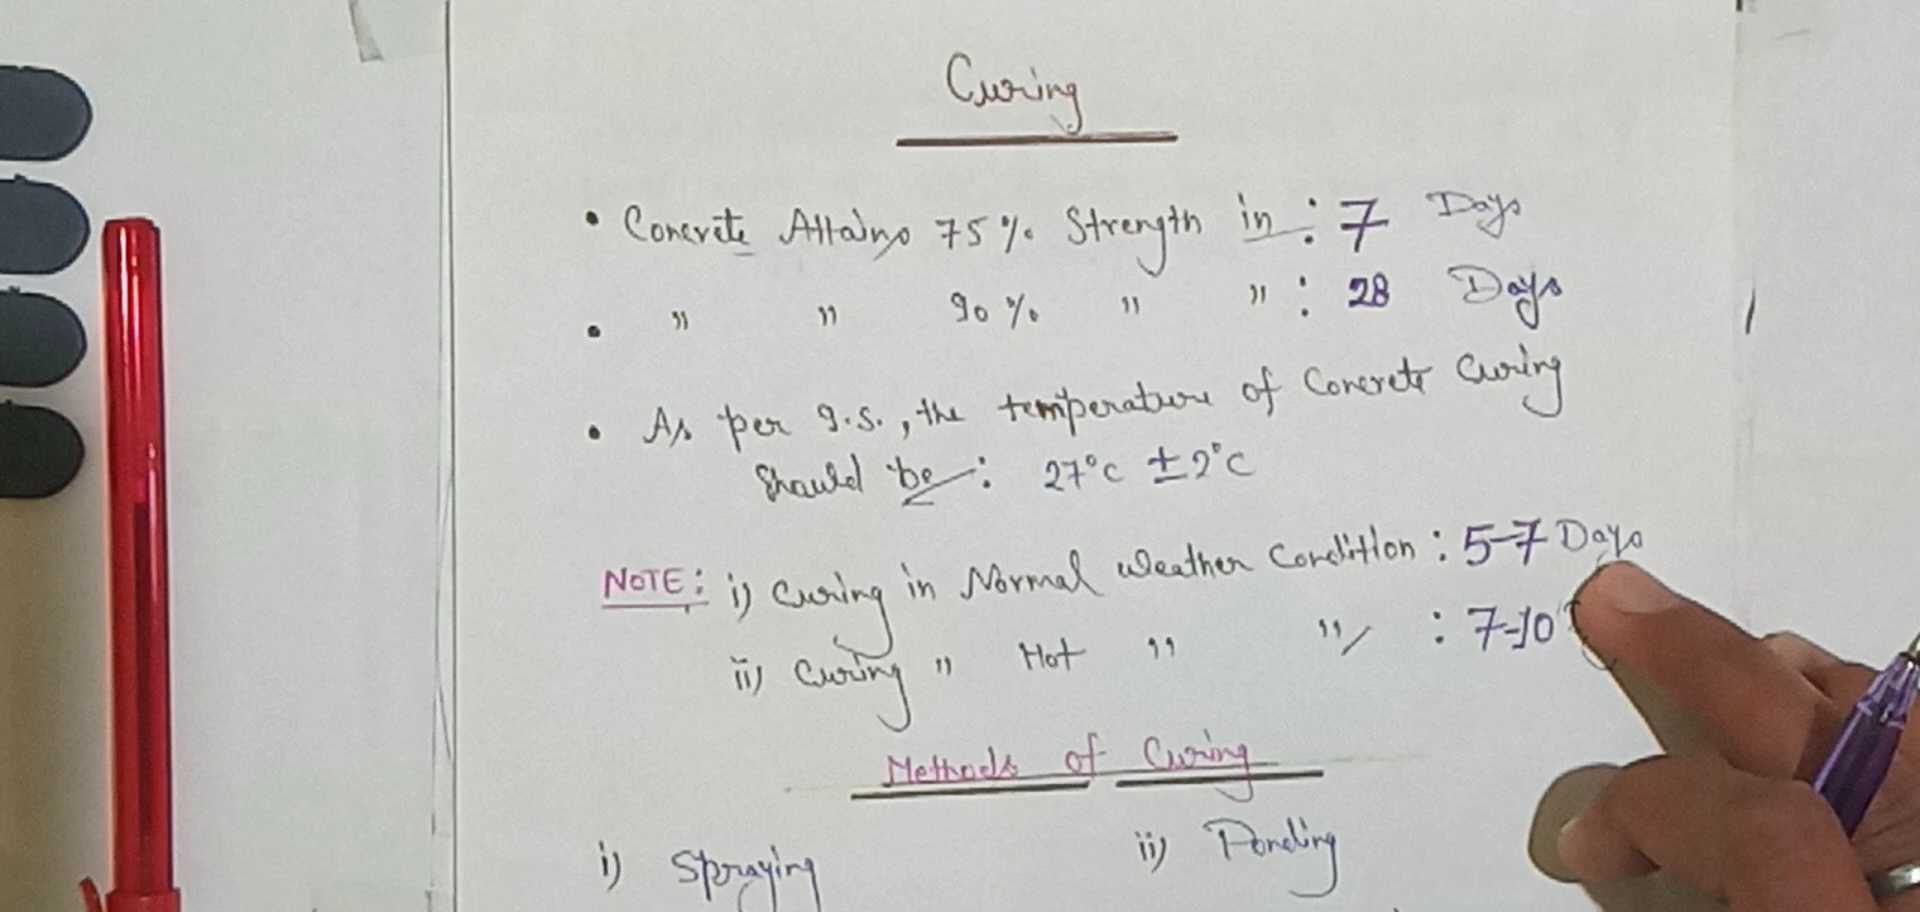 Curing
• Concrete Attains 75% Strength in : 7 Days
• " " 90% " " : 28 Days
• As per I.S., the temperature of Concrete Curing
Should be : 27°C ±2°C
NOTE: i) Curing in Normal Weather Condition : 5-7 Days
ii) Curing " Hot " " : 7-10
Methods of Curing
i) Spraying ii) Ponding